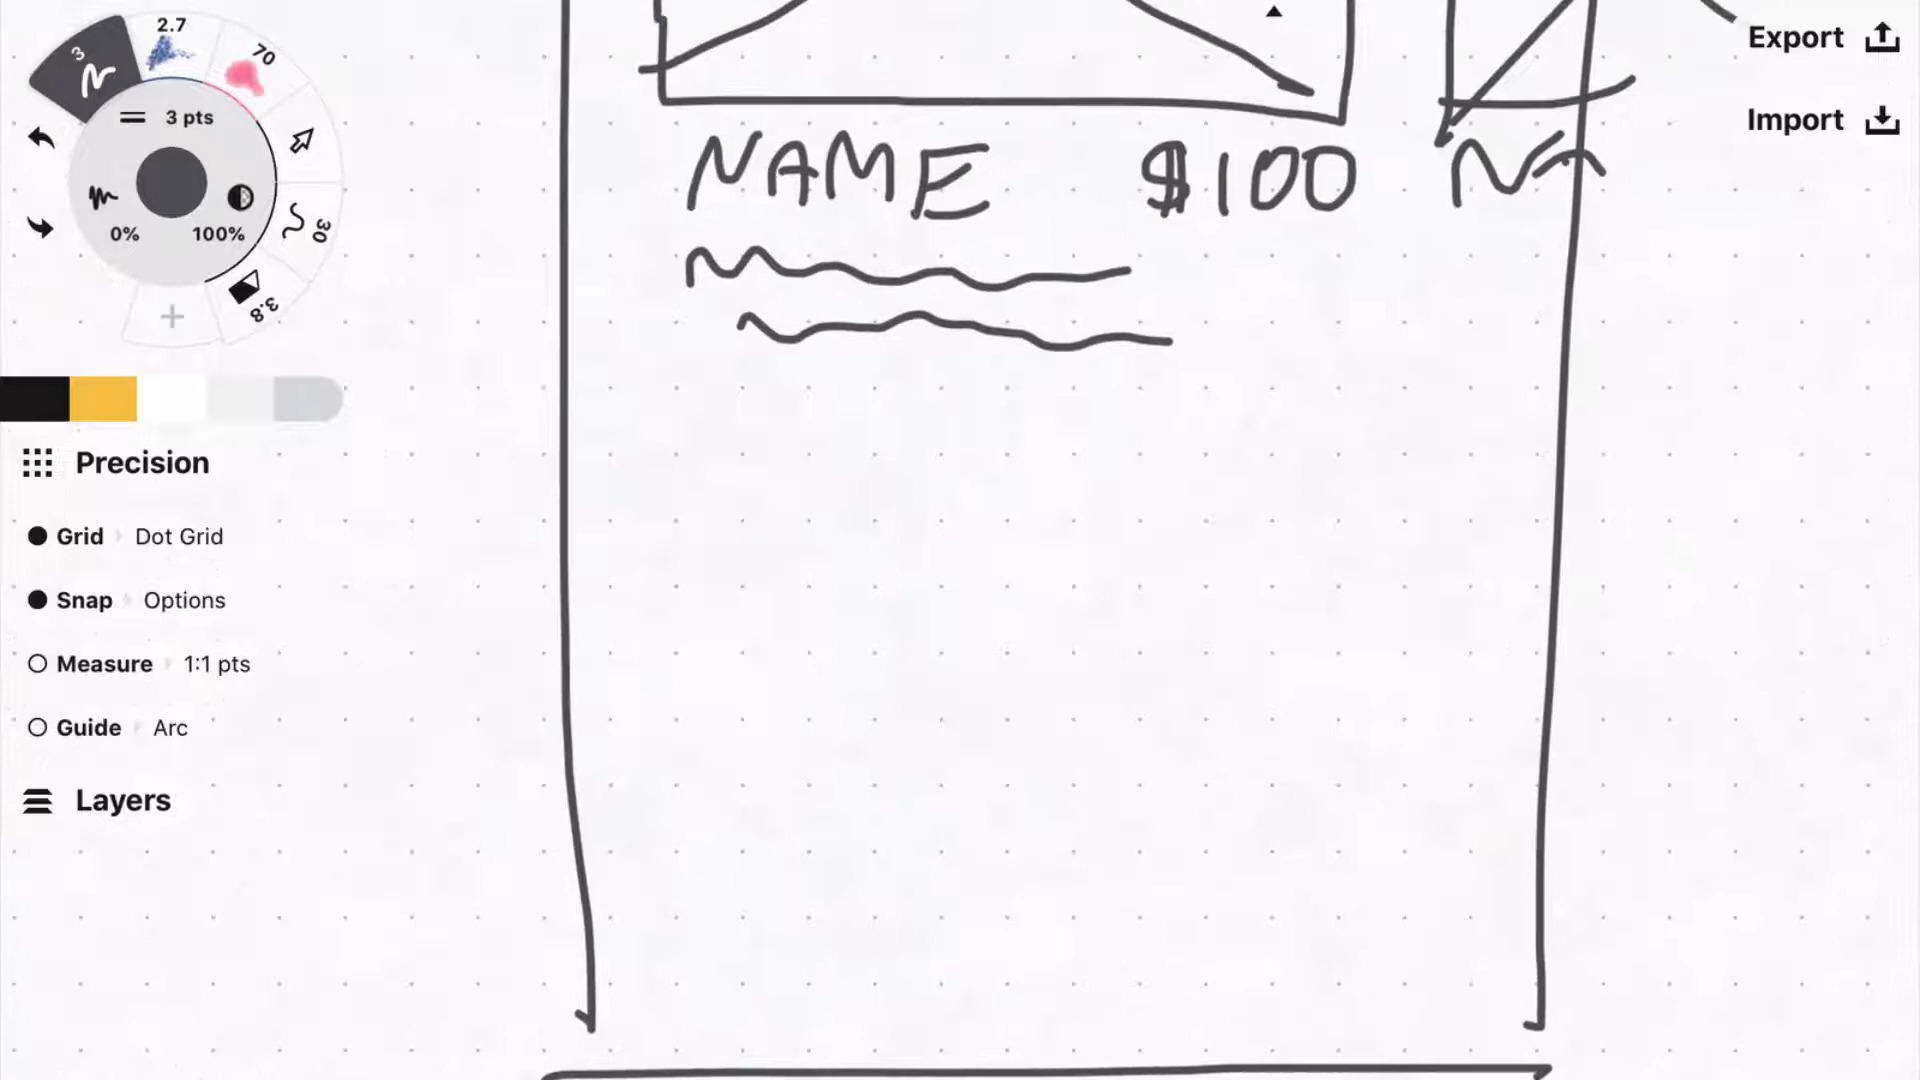 2.7
3
70
3 pts
0%
100%
30
3.8
Export
Import
NAME $100 NA
Precision
Grid Dot Grid
Snap Options
Measure 1:1 pts
Guide Arc
Layers